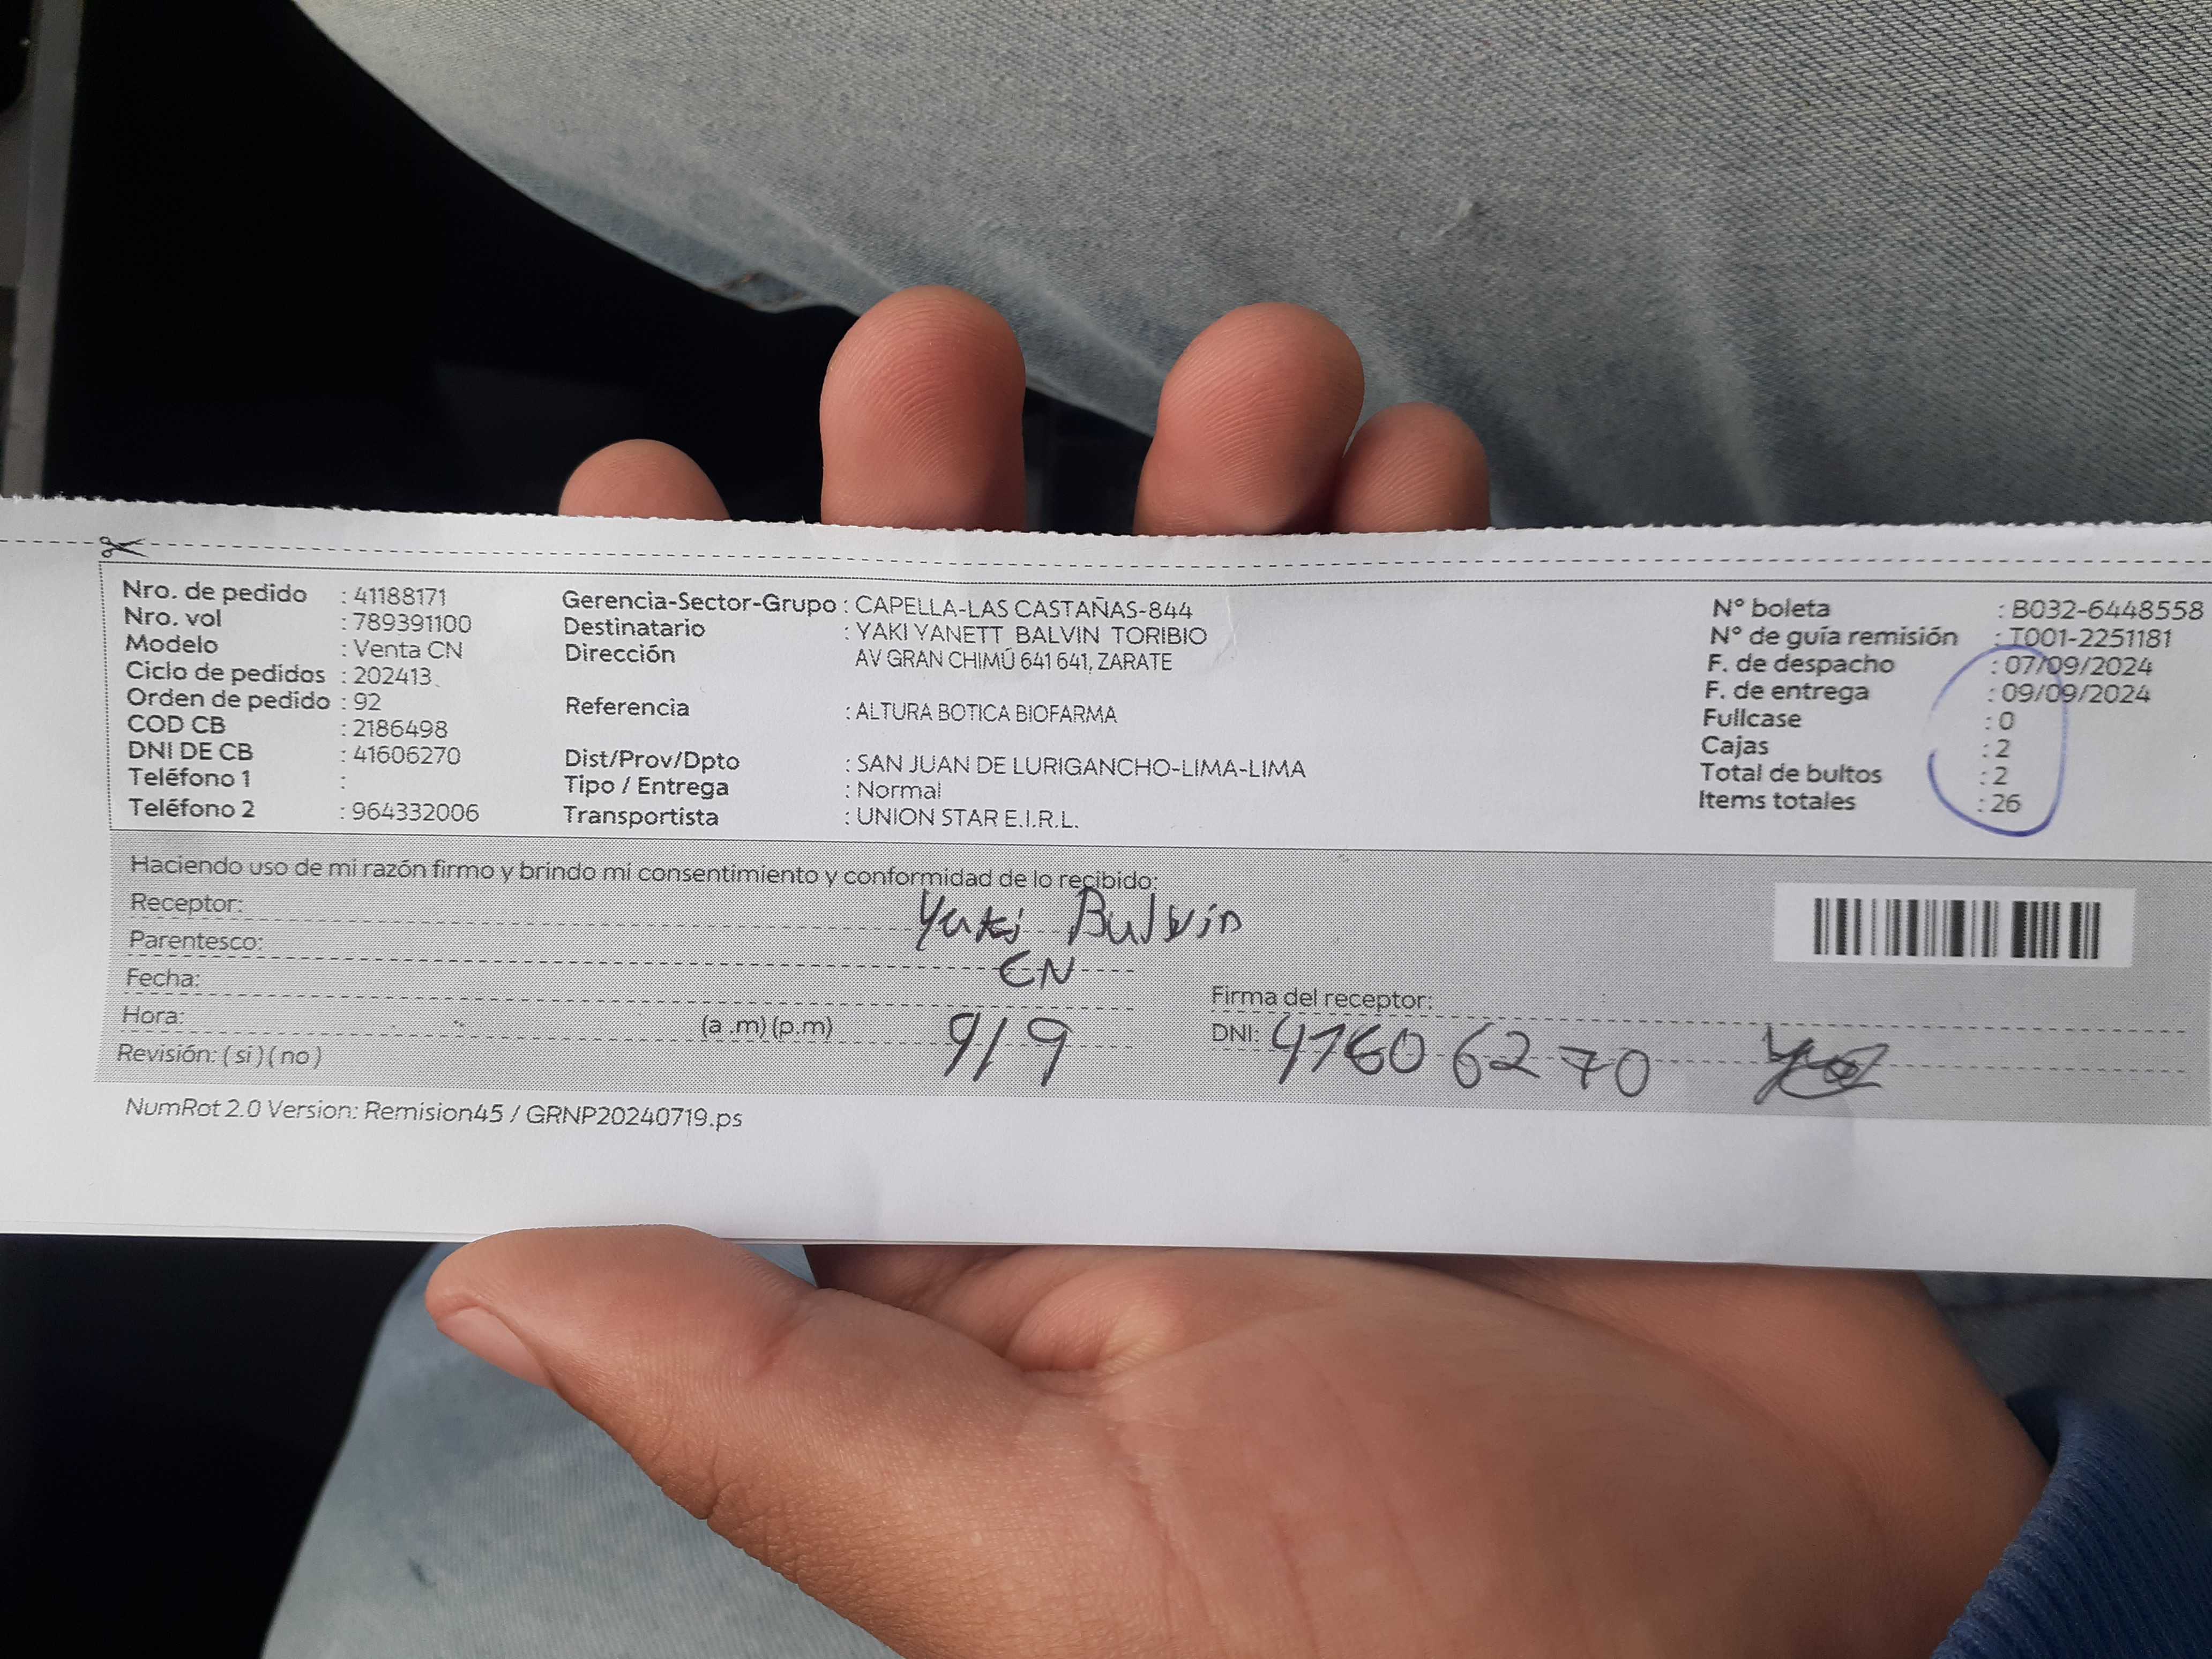 Nro. de pedido : 41188171
Nro. vol : 789391100
Modelo : Venta CN
Ciclo de pedidos : 202413
Orden de pedido : 92
COD CB : 2186498
DNI DE CB : 41606270
Teléfono 1 :
Teléfono 2 : 964332006
Gerencia-Sector-Grupo : CAPELLA-LAS CASTAÑAS-844
Destinatario : YAKI YANETT BALVIN TORIBIO
Dirección AV GRAN CHIMÚ 641 641, ZARATE
Referencia : ALTURA BOTICA BIOFARMA
Dist/Prov/Dpto : SAN JUAN DE LURIGANCHO-LIMA-LIMA
Tipo / Entrega : Normal
Transportista : UNION STAR E.I.R.L.
N° boleta : B032-6448558
N° de guía remisión : T001-2251181
F. de despacho : 07/09/2024
F. de entrega : 09/09/2024
Fullcase : 0
Cajas : 2
Total de bultos : 2
Items totales : 26
Haciendo uso de mi razón firmo y brindo mi consentimiento y conformidad de lo recibido:
Receptor: Yaki Balvin
Parentesco: CN
Fecha:
Hora: (a .m) (p.m) 9/9
Revisión: ( si ) ( no )
Firma del receptor:
DNI: 41606270
NumRot 2.0 Version: Remision45 / GRNP20240719.ps